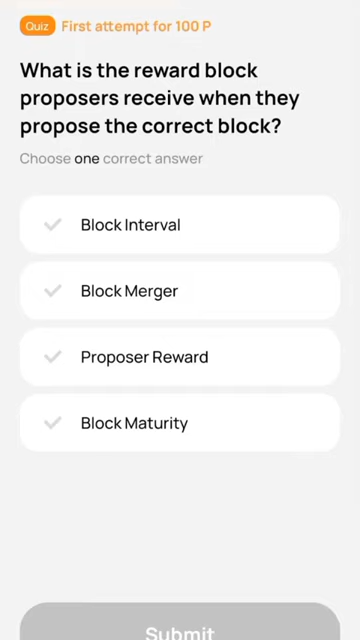 Quiz First attempt for 100 P
What is the reward block
proposers receive when they
propose the correct block?
Choose one correct answer
Block Interval
Block Merger
Proposer Reward
Block Maturity
Submit